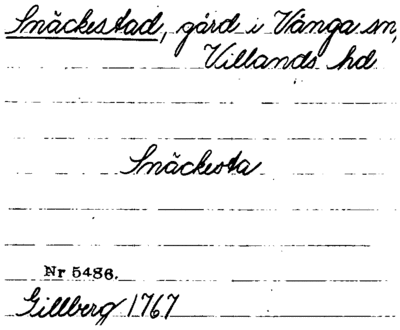 Snäckestad, gård i Vånga sn,
Villands hd
Snäckesta
Nr 5486.
Gillberg 1767